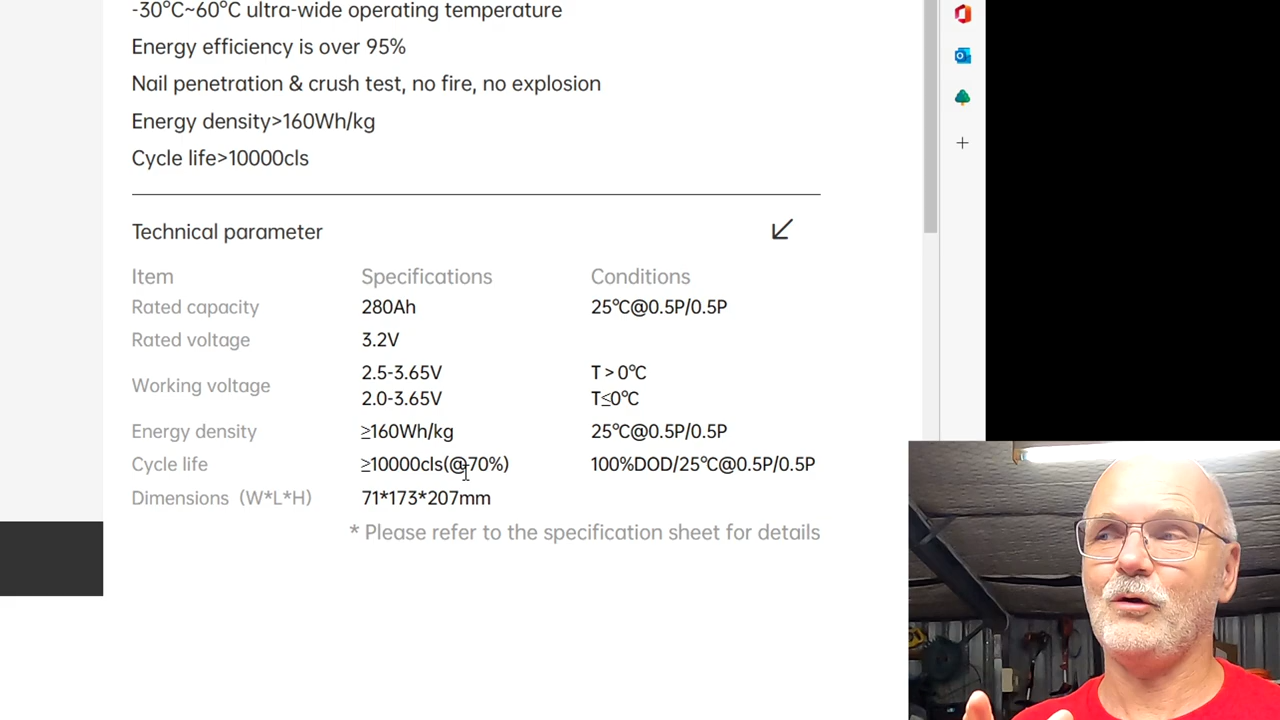 -30℃~60℃ ultra-wide operating temperature
Energy efficiency is over 95%
Nail penetration & crush test, no fire, no explosion
Energy density>160Wh/kg
Cycle life>10000cls
Technical parameter
Item Specifications Conditions
Rated capacity 280Ah 25℃@0.5P/0.5P
Rated voltage 3.2V
Working voltage 2.5-3.65V T > 0℃
2.0-3.65V T≤0℃
Energy density ≥160Wh/kg 25℃@0.5P/0.5P
Cycle life ≥10000cls(@70%) 100%DOD/25℃@0.5P/0.5P
Dimensions (W*L*H) 71*173*207mm
* Please refer to the specification sheet for details